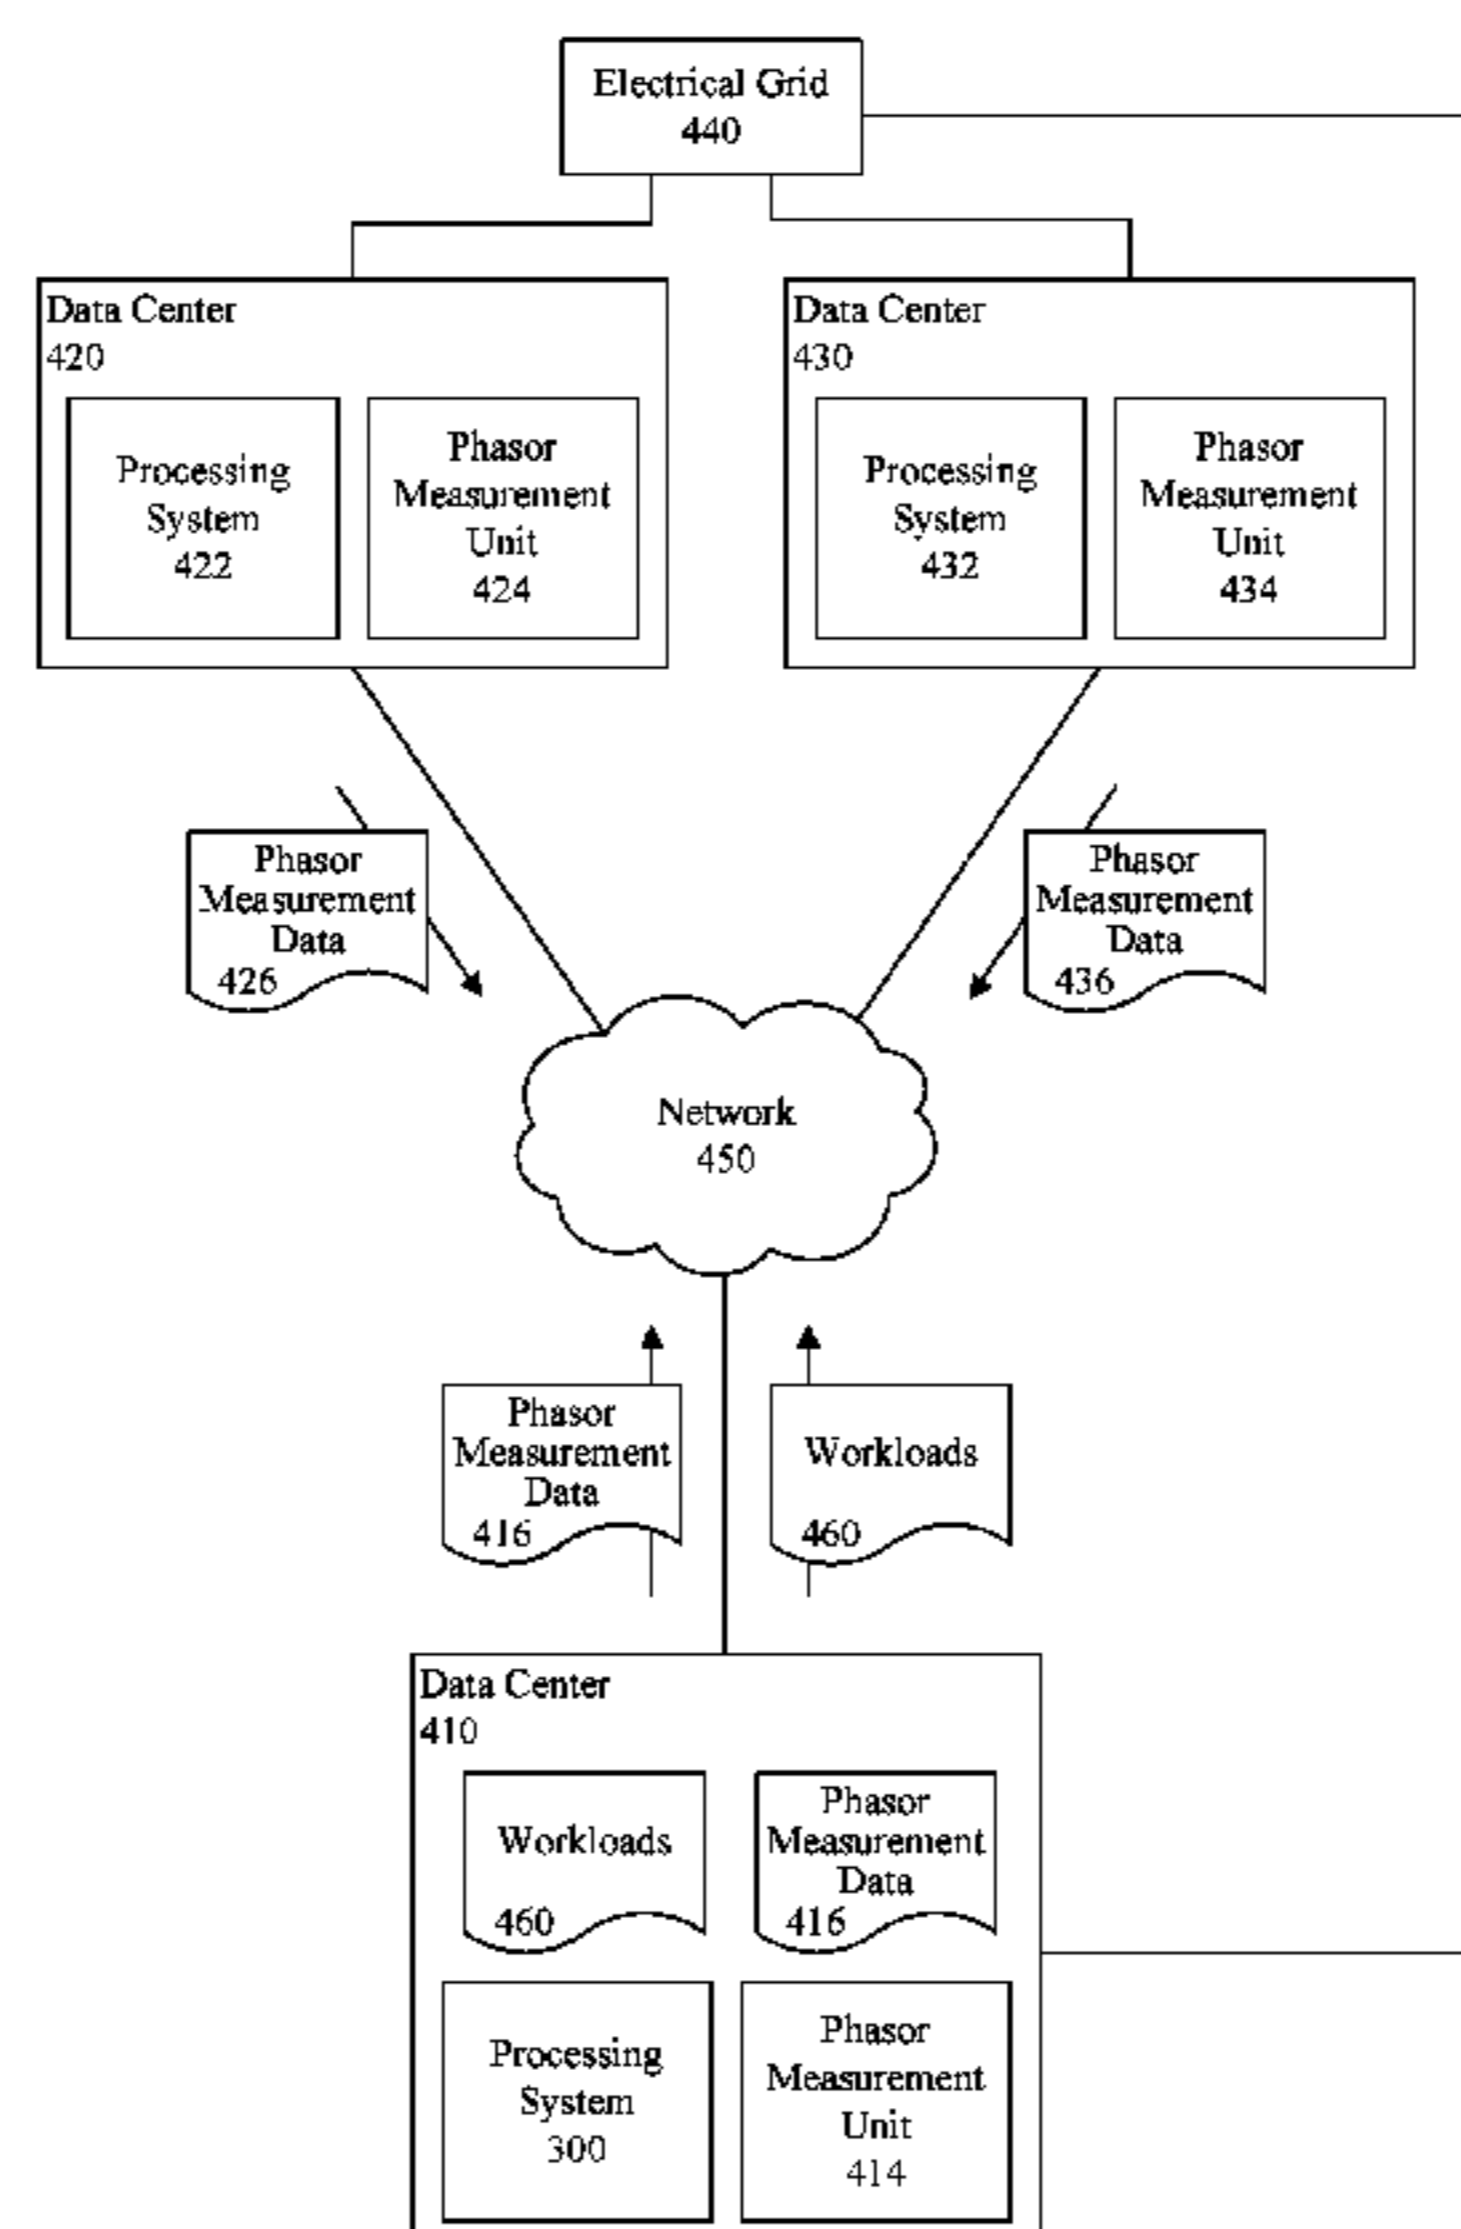 Electrical Grid
440
Data Center
420
Processing
System
422
Phasor
Measurement
Unit
424
Data Center
430
Processing
System
432
Phasor
Measurement
Unit
434
Phasor
Measurement
Data
426
Phasor
Measurement
Data
436
Network
450
Phasor
Measurement
Data
416
Workloads
460
Data Center
410
Workloads
460
Phasor
Measurement
Data
416
Processing
System
300
Phasor
Measurement
Unit
414